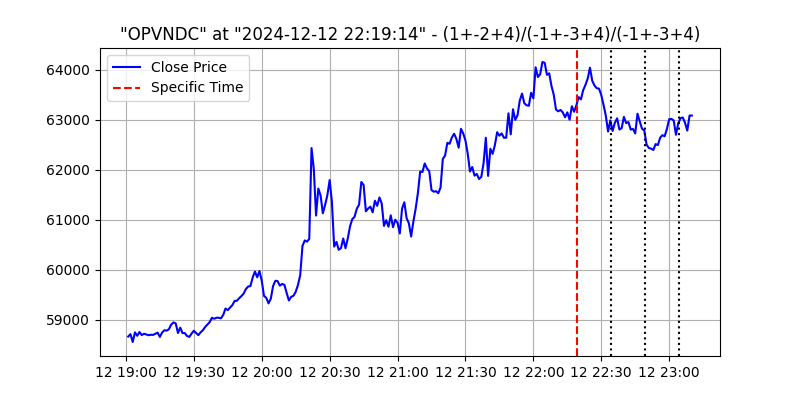 "OPVNDC" at "2024-12-12 22:19:14" - (1+-2+4)/(-1+-3+4)/(-1+-3+4)
Close Price
Specific Time
64000
63000
62000
61000
60000
59000
12 19:00 12 19:30 12 20:00 12 20:30 12 21:00 12 21:30 12 22:00 12 22:30 12 23:00